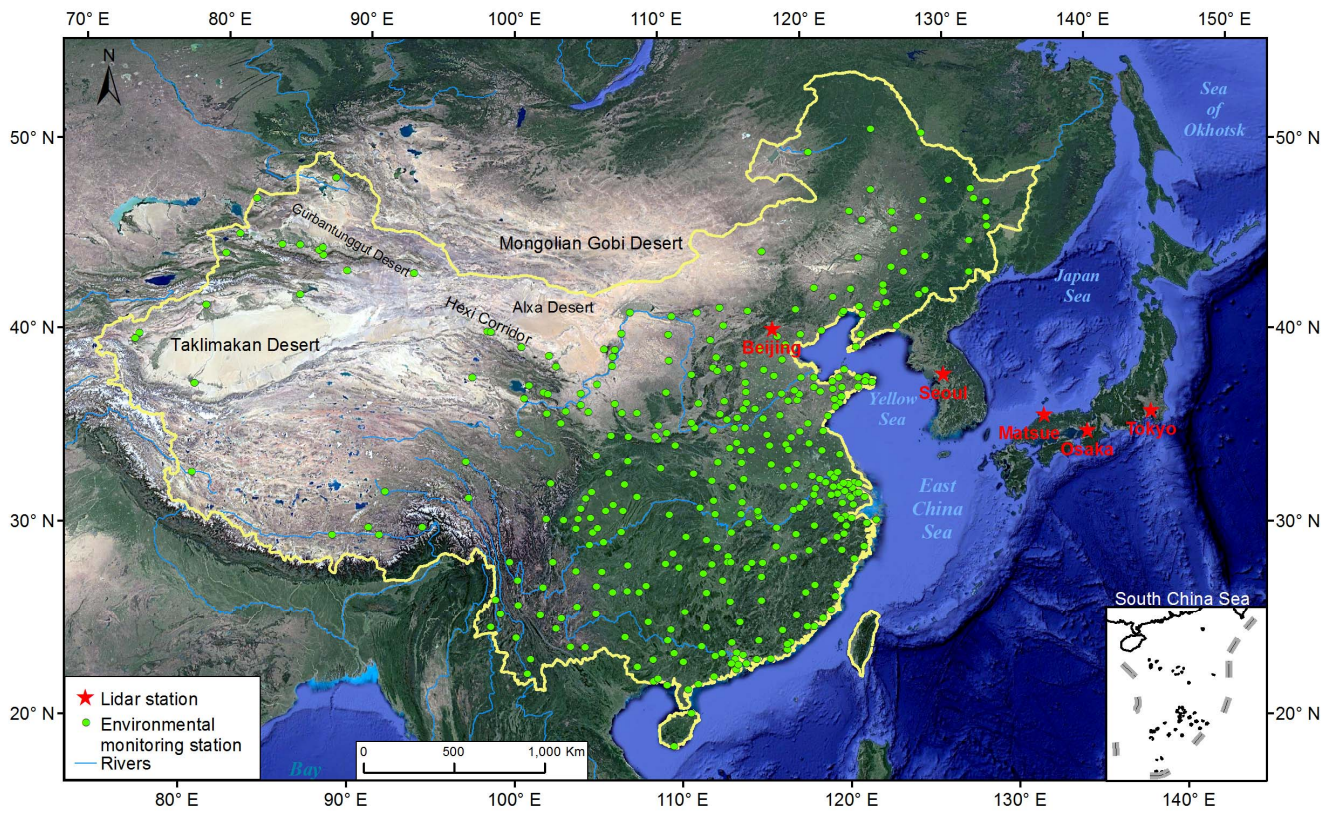 70° E
80° E
90° E
100° E
110° E
120° E
130° E
140° E
150° E
N
Sea
of
Okhotsk
50° N
50° N
Gurbantunggut Desert
Mongolian Gobi Desert
Japan
Sea
Alxa Desert
Hexi Corridor
40° N
40° N
Taklimakan Desert
Beijing
Seoul
Yellow
Sea
Matsue
Osaka
Tokyo
East
China
Sea
30° N
30° N
South China Sea
Lidar station
Environmental
monitoring station
Rivers
20° N
20° N
0
500
1,000 Km
Bay
80° E
90° E
100° E
110° E
120° E
130° E
140° E